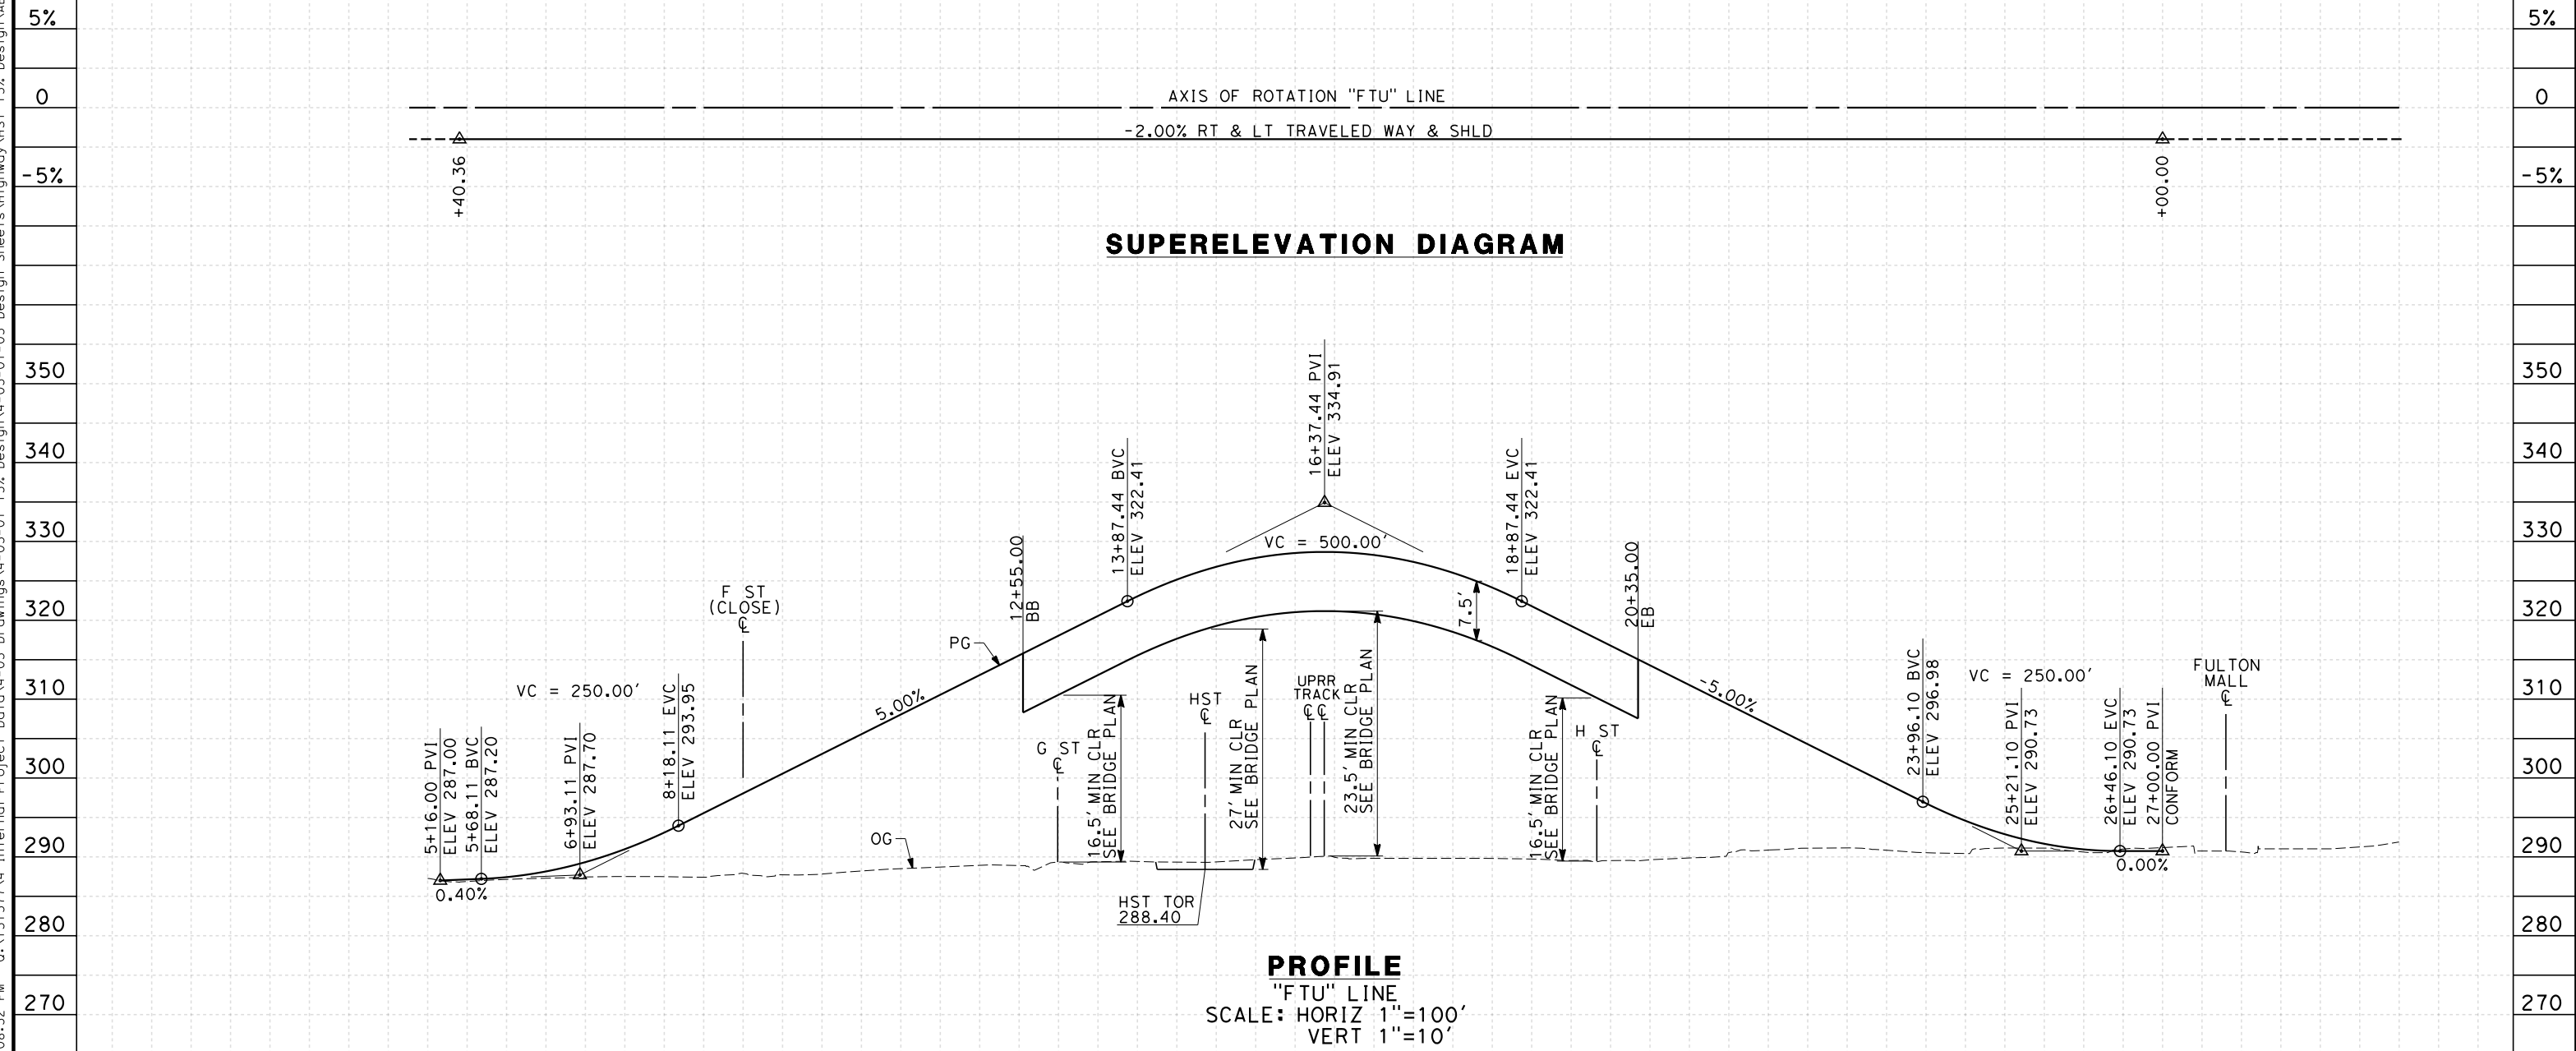 5%
5%
0
AXIS OF ROTATION "FTU" LINE
0
-2.00% RT & LT TRAVELED WAY & SHLD
-5%
+40.36
+00.00
-5%
SUPERELEVATION DIAGRAM
350
350
340
340
330
330
320
320
310
310
300
300
290
290
280
280
270
270
5+16.00 PVI
ELEV 287.00
5+68.11 BVC
ELEV 287.20
0.40%
VC = 250.00'
6+93.11 PVI
ELEV 287.70
8+18.11 EVC
ELEV 293.95
F ST
(CLOSE)
℄
5.00%
PG
OG
12+55.00
BB
G ST
℄
16.5' MIN CLR
SEE BRIDGE PLAN
13+87.44 BVC
ELEV 322.41
HST
℄
HST TOR
288.40
27' MIN CLR
SEE BRIDGE PLAN
16+37.44 PVI
ELEV 334.91
VC = 500.00'
UPRR
TRACK
℄ ℄
23.5' MIN CLR
SEE BRIDGE PLAN
7.5'
18+87.44 EVC
ELEV 322.41
16.5' MIN CLR
SEE BRIDGE PLAN
H ST
℄
20+35.00
EB
-5.00%
23+96.10 BVC
ELEV 296.98
VC = 250.00'
25+21.10 PVI
ELEV 290.73
26+46.10 EVC
ELEV 290.73
27+00.00 PVI
CONFORM
0.00%
FULTON
MALL
℄
PROFILE
"FTU" LINE
SCALE: HORIZ 1"=100'
VERT 1"=10'